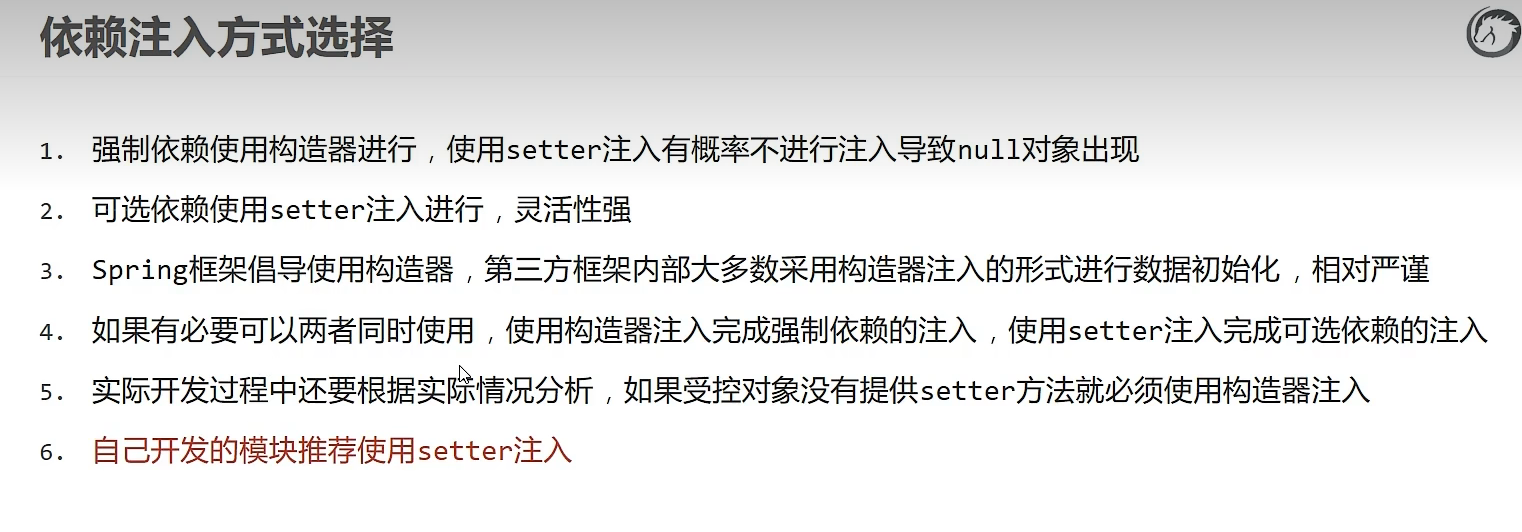 依赖注入方式选择
1. 强制依赖使用构造器进行，使用setter注入有概率不进行注入导致null对象出现
2. 可选依赖使用setter注入进行，灵活性强
3. Spring框架倡导使用构造器，第三方框架内部大多数采用构造器注入的形式进行数据初始化，相对严谨
4. 如果有必要可以两者同时使用，使用构造器注入完成强制依赖的注入，使用setter注入完成可选依赖的注入
5. 实际开发过程中还要根据实际情况分析，如果受控对象没有提供setter方法就必须使用构造器注入
6. 自己开发的模块推荐使用setter注入